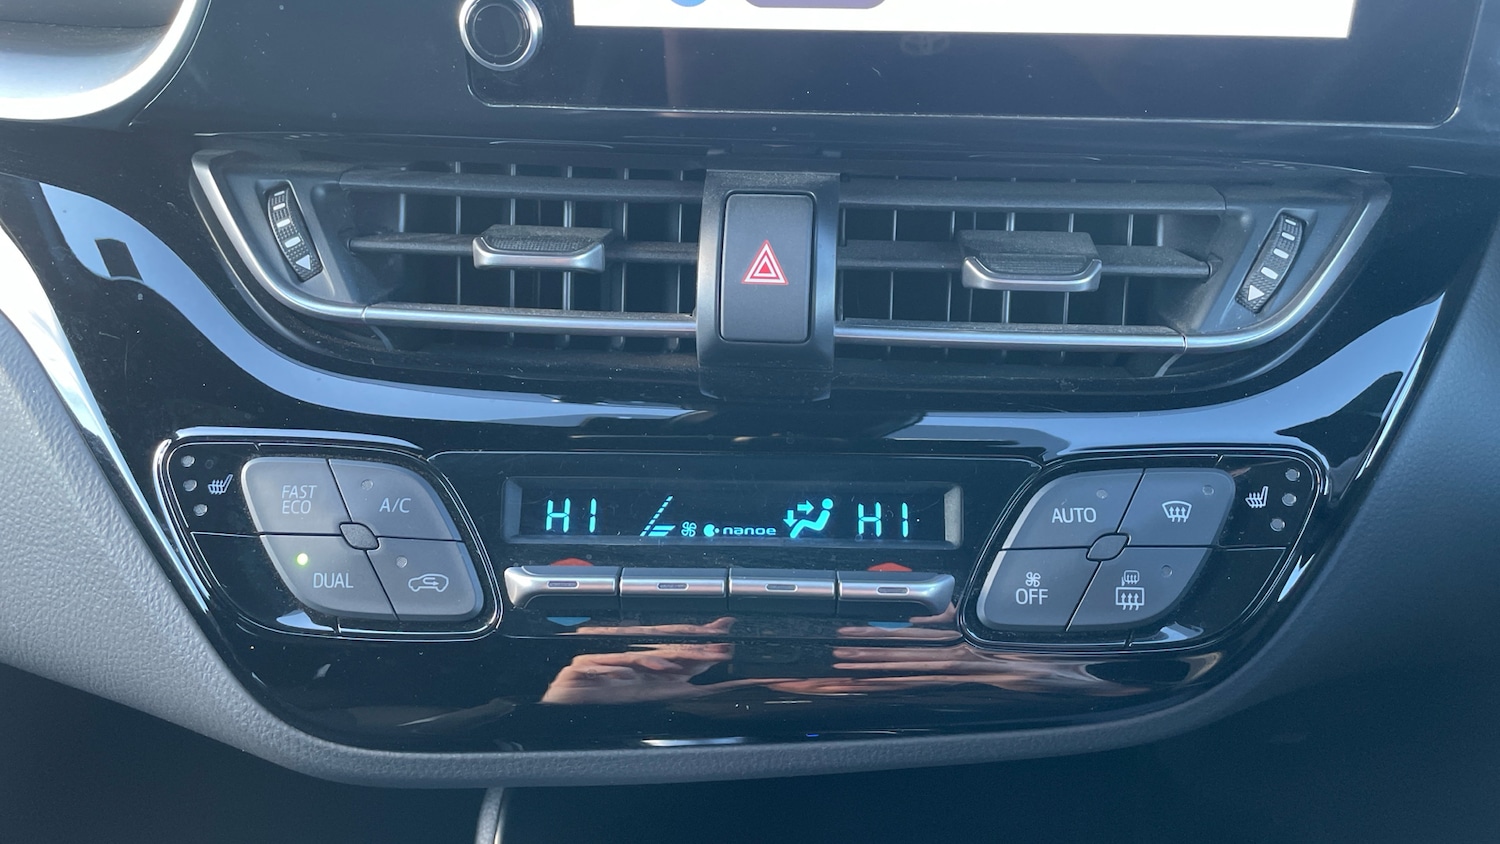 HI nanoe HI
FAST
ECO
A/C
DUAL
AUTO
OFF